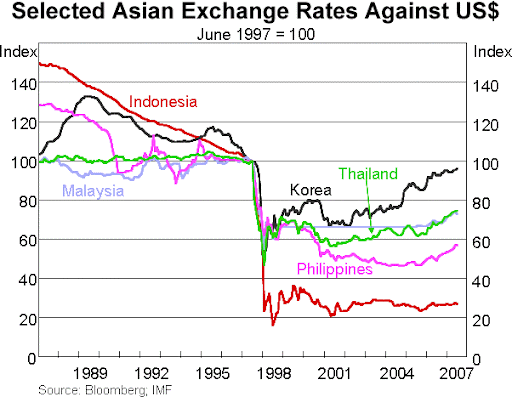 Selected Asian Exchange Rates Against US$
June 1997 = 100
Index Index
140 140
120 120
100 100
80 80
60 60
40 40
20 20
0 0
Indonesia
Malaysia
Korea
Thailand
Philippines
1989 1992 1995 1998 2001 2004 2007
Source: Bloomberg; IMF